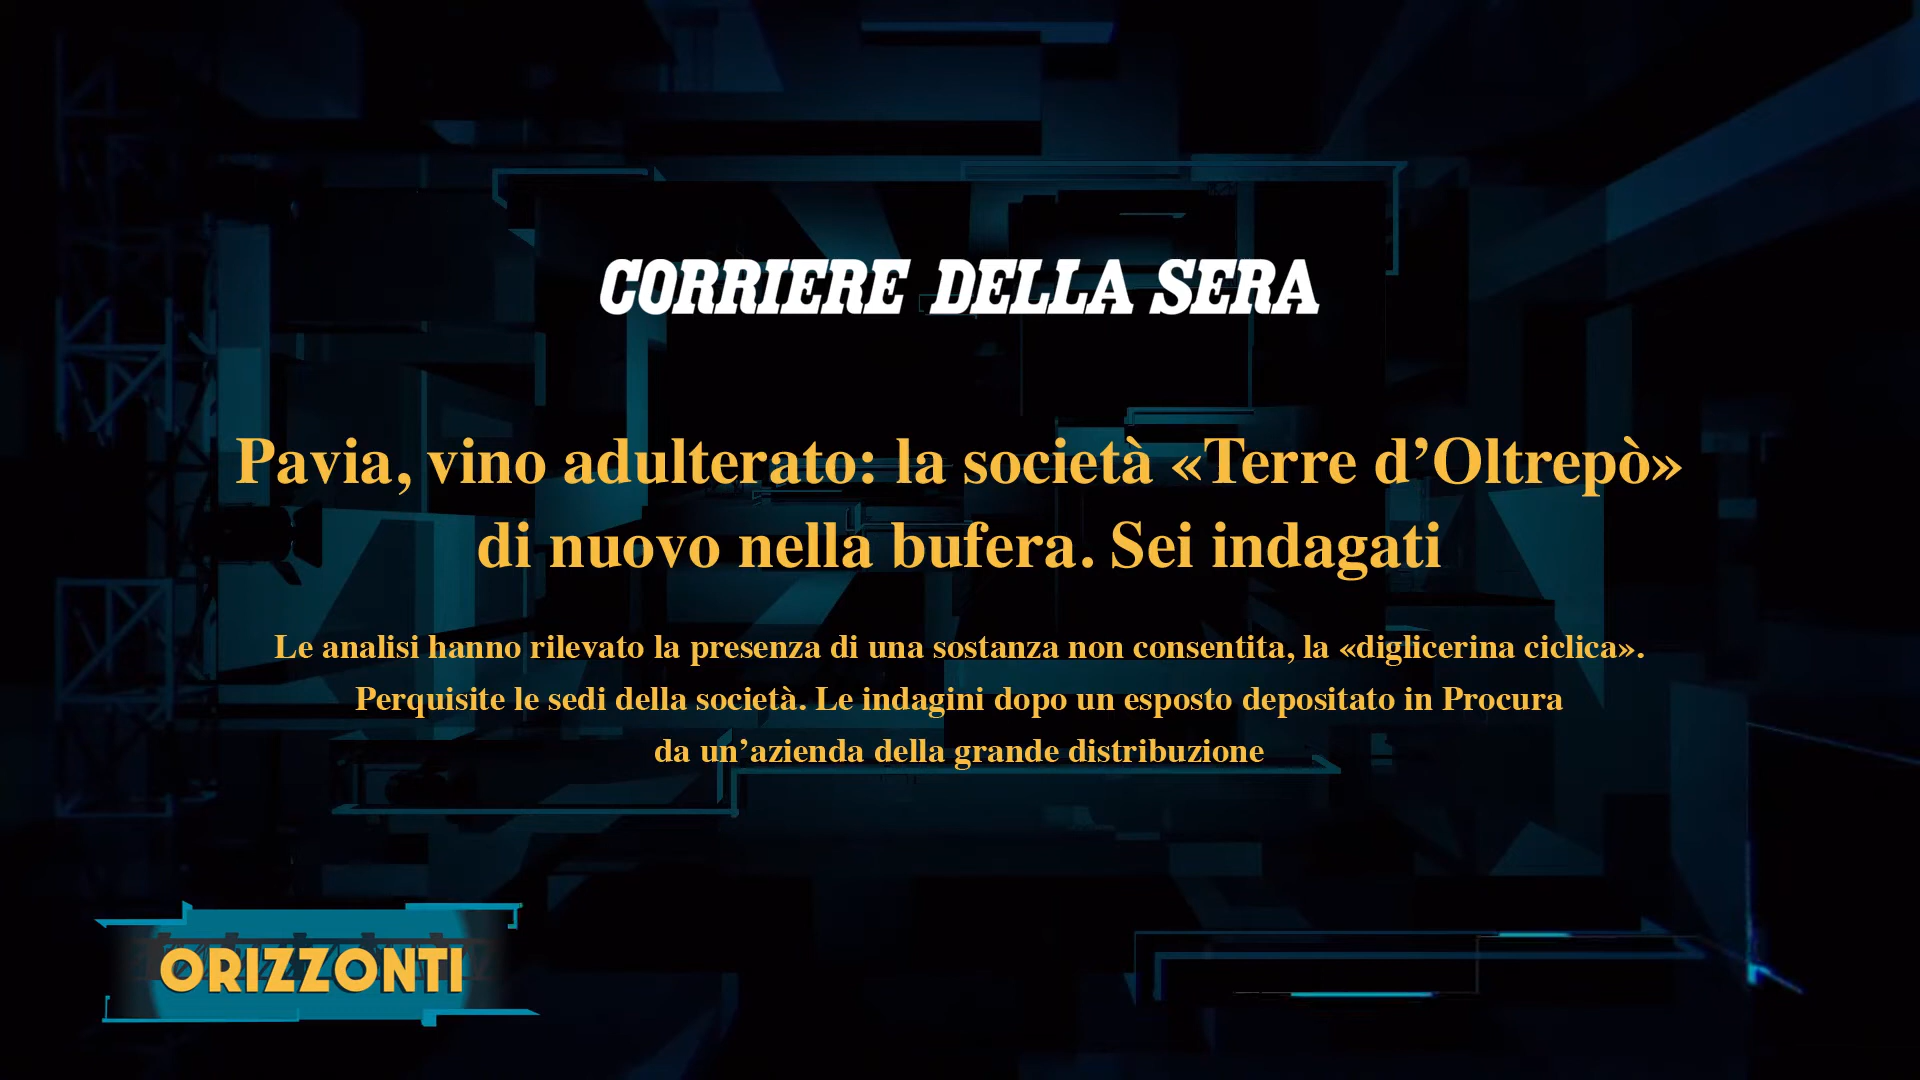 CORRIERE DELLA SERA
Pavia, vino adulterato: la società «Terre d’Oltrepò»
di nuovo nella bufera. Sei indagati
Le analisi hanno rilevato la presenza di una sostanza non consentita, la «diglicerina ciclica».
Perquisite le sedi della società. Le indagini dopo un esposto depositato in Procura
da un’azienda della grande distribuzione
ORIZZONTI